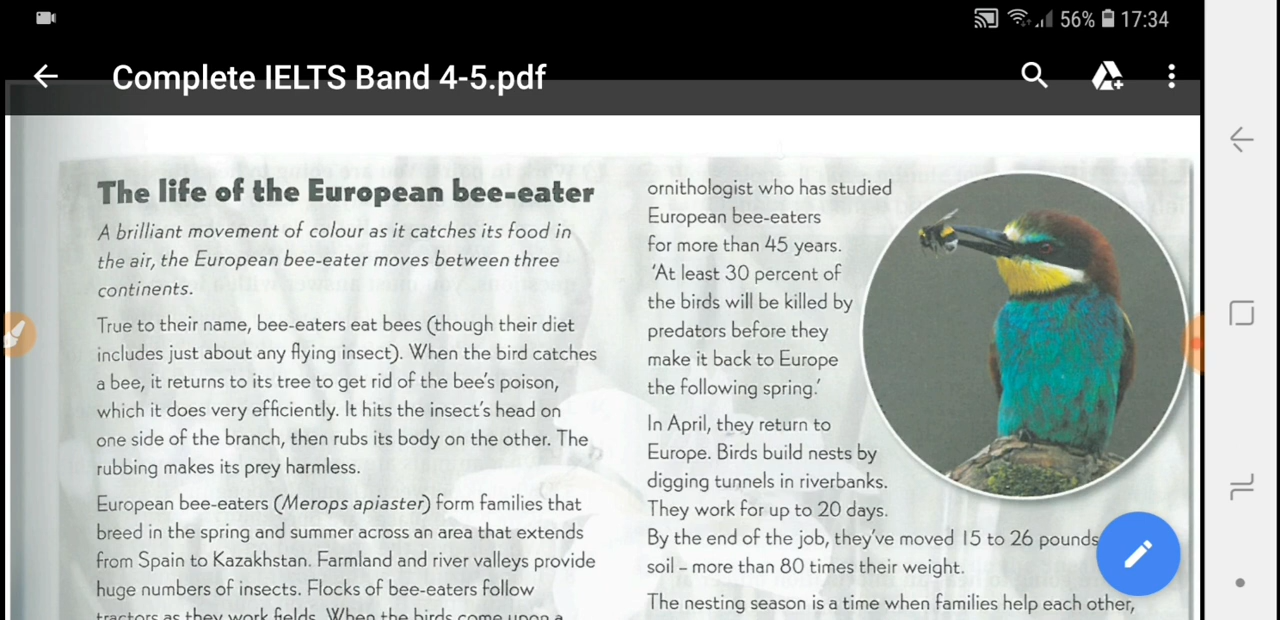 56% 17:34
Complete IELTS Band 4-5.pdf
The life of the European bee-eater
A brilliant movement of colour as it catches its food in
the air, the European bee-eater moves between three
continents.
True to their name, bee-eaters eat bees (though their diet
includes just about any flying insect). When the bird catches
a bee, it returns to its tree to get rid of the bee's poison,
which it does very efficiently. It hits the insect's head on
one side of the branch, then rubs its body on the other. The
rubbing makes its prey harmless.
European bee-eaters (Merops apiaster) form families that
breed in the spring and summer across an area that extends
from Spain to Kazakhstan. Farmland and river valleys provide
huge numbers of insects. Flocks of bee-eaters follow
tractors as they work fields. When the birds come upon a
ornithologist who has studied
European bee-eaters
for more than 45 years.
'At least 30 percent of
the birds will be killed by
predators before they
make it back to Europe
the following spring.'
In April, they return to
Europe. Birds build nests by
digging tunnels in riverbanks.
They work for up to 20 days.
By the end of the job, they've moved 15 to 26 pounds
soil – more than 80 times their weight.
The nesting season is a time when families help each other,